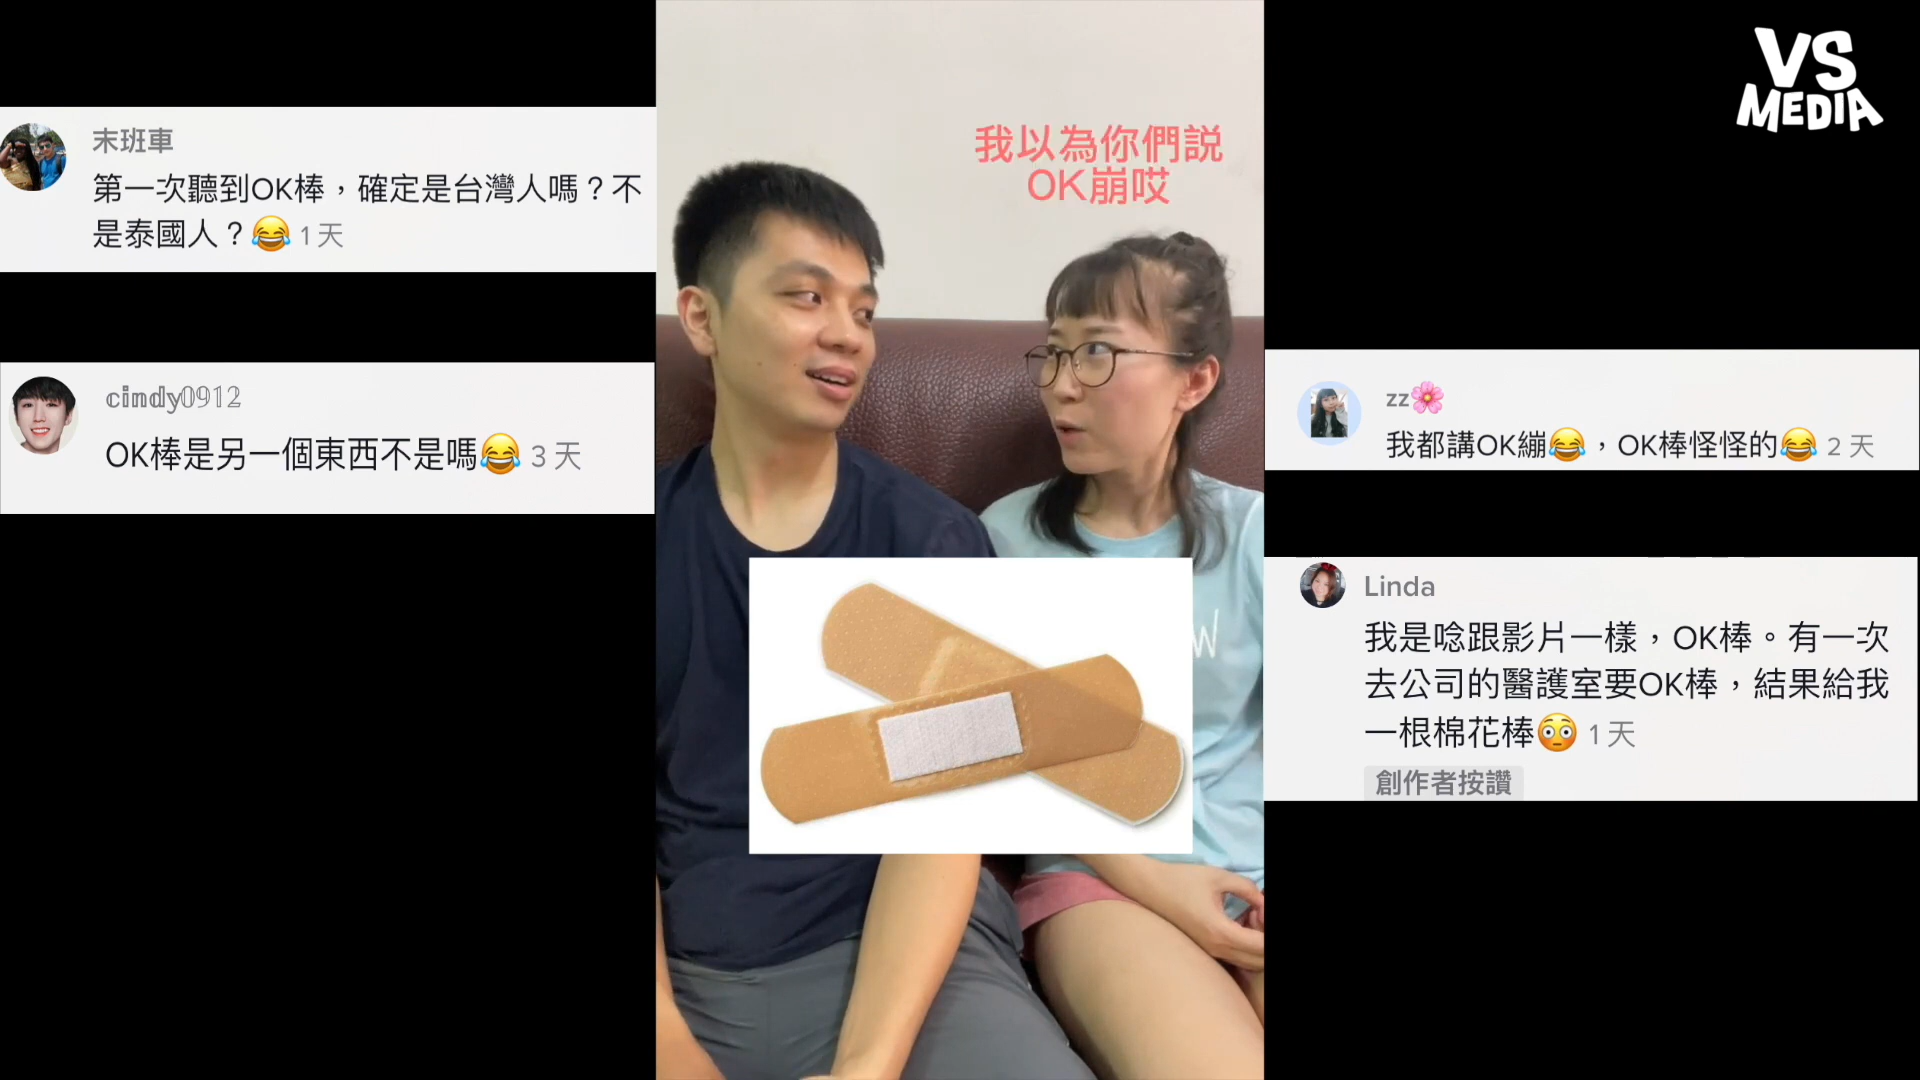 VS
MEDIA
末班車
第一次聽到OK棒，確定是台灣人嗎？不
是泰國人？😂 1天
cindy0912
OK棒是另一個東西不是嗎😂 3天
我以為你們説
OK崩哎
W
zz🌸
我都講OK繃😂，OK棒怪怪的😂 2天
Linda
我是唸跟影片一樣，OK棒。有一次
去公司的醫護室要OK棒，結果給我
一根棉花棒😳 1天
創作者按讚